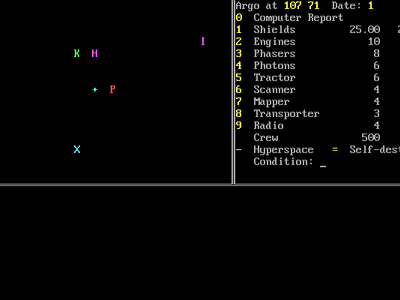 Argo at 107 71 Date: 1
0 Computer Report
I
1 Shields 25.00 2
2 Engines 10
K H
3 Phasers 8
4 Photons 6
5 Tractor 6
+ P
6 Scanner 4
7 Mapper 4
8 Transporter 3
9 Radio 4
Crew 500
X
- Hyperspace = Self-dest
Condition: _